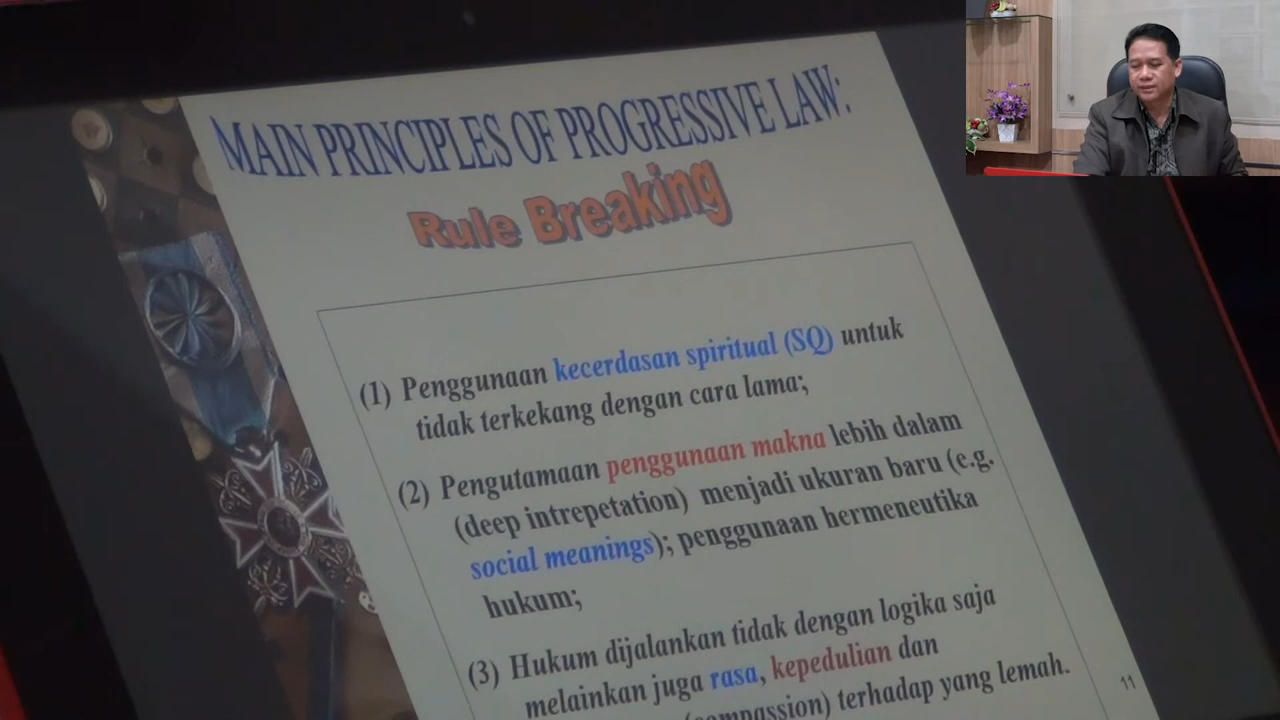 MAIN PRINCIPLES OF PROGRESSIVE LAW:
Rule Breaking
(1) Penggunaan kecerdasan spiritual (SQ) untuk
tidak terkekang dengan cara lama;
(2) Pengutamaan penggunaan makna lebih dalam
(deep intrepetation) menjadi ukuran baru (e.g.
social meanings); penggunaan hermeneutika
hukum;
(3) Hukum dijalankan tidak dengan logika saja
melainkan juga rasa, kepedulian dan
(compassion) terhadap yang lemah.
11